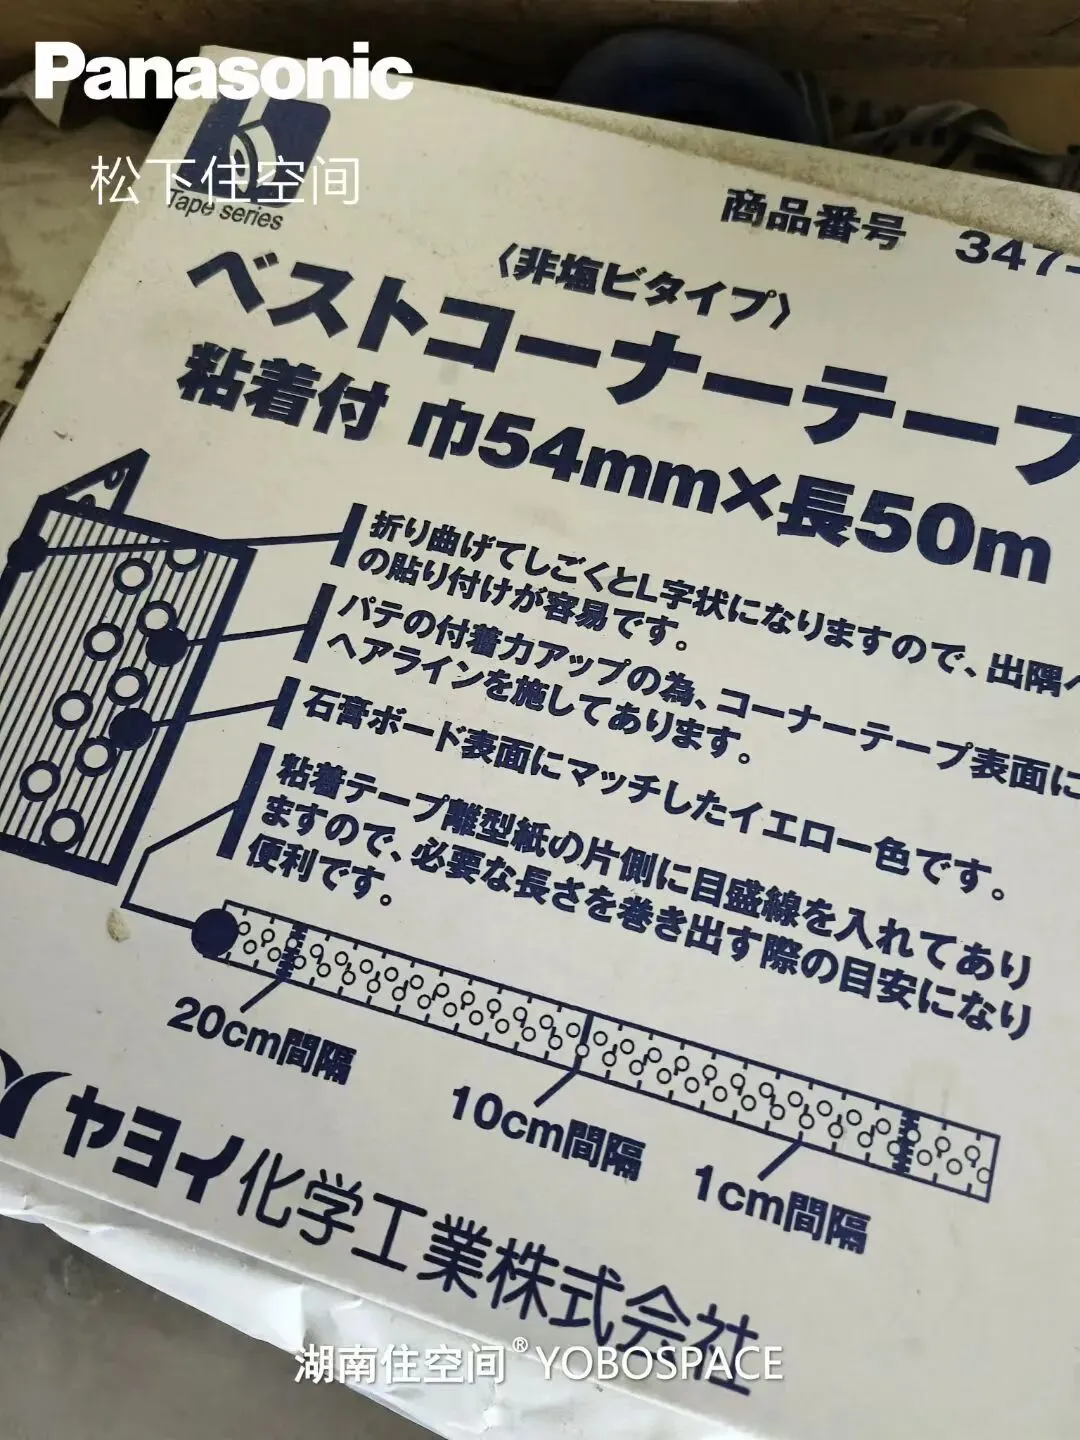 Panasonic
松下住空间
Tape series
商品番号 347-
〈非塩ビタイプ〉
ベストコーナーテープ
粘着付 巾54mm×長50m
折り曲げてしごくとL字状になりますので、出隅へ
の貼り付けが容易です。
パテの付着力アップの為、コーナーテープ表面に
ヘアラインを施してあります。
石膏ボード表面にマッチしたイエロー色です。
粘着テープ離型紙の片側に目盛線を入れてあり
ますので、必要な長さを巻き出す際の目安になり
便利です。
20cm間隔
10cm間隔
1cm間隔
ヤヨイ化学工業株式会社
湖南住空间®YOBOSPACE